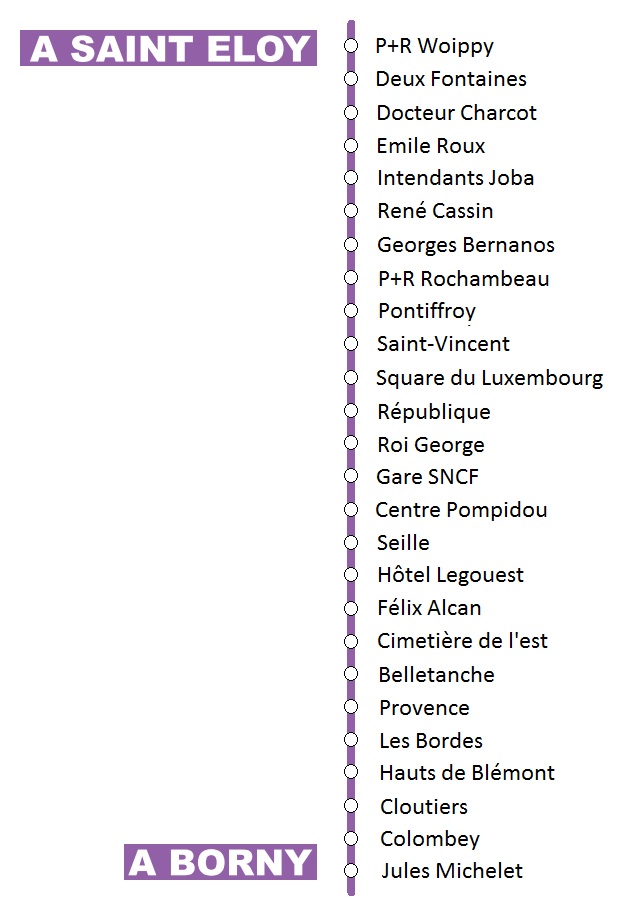 A SAINT ELOY
P+R Woippy
Deux Fontaines
Docteur Charcot
Emile Roux
Intendants Joba
René Cassin
Georges Bernanos
P+R Rochambeau
Pontiffroy
Saint-Vincent
Square du Luxembourg
République
Roi George
Gare SNCF
Centre Pompidou
Seille
Hôtel Legouest
Félix Alcan
Cimetière de l'est
Belletanche
Provence
Les Bordes
Hauts de Blémont
Cloutiers
Colombey
A BORNY
Jules Michelet